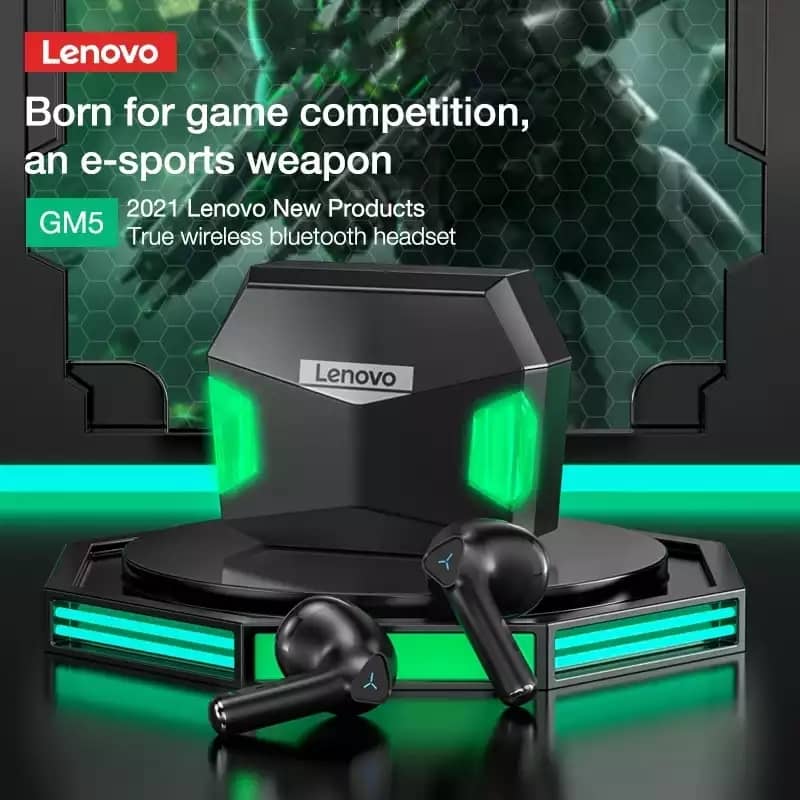 Lenovo
Born for game competition,
an e-sports weapon
GM5
2021 Lenovo New Products
True wireless bluetooth headset
Lenovo